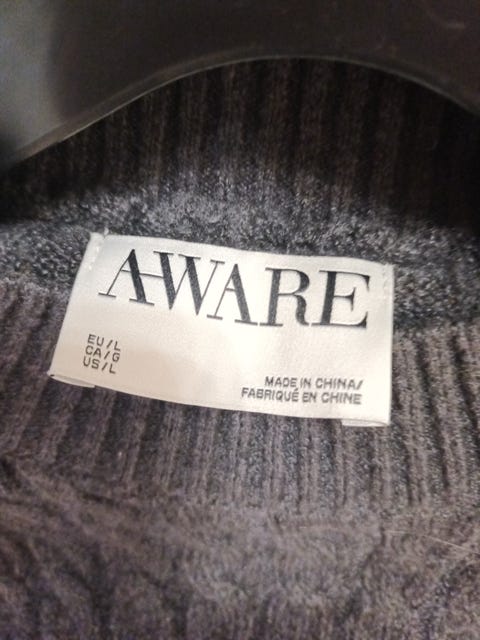 AWARE
EU/L
CA/G
US/L
MADE IN CHINA/
FABRIQUÉ EN CHINE